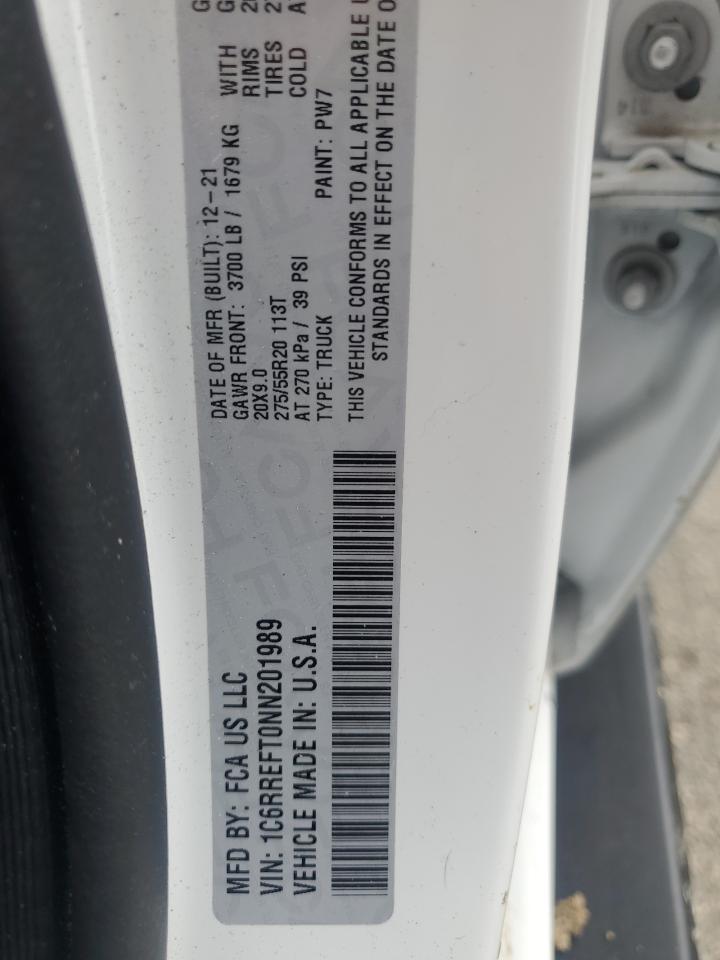 MFD BY: FCA US LLC
VIN: 1C6RREFT0NN201989
VEHICLE MADE IN: U.S.A.
DATE OF MFR (BUILT): 12-21
GAWR FRONT: 3700 LB / 1679 KG WITH
20X9.0 RIMS
275/55R20 113T TIRES
AT 270 kPa / 39 PSI COLD
TYPE: TRUCK PAINT: PW7
THIS VEHICLE CONFORMS TO ALL APPLICABLE
STANDARDS IN EFFECT ON THE DATE